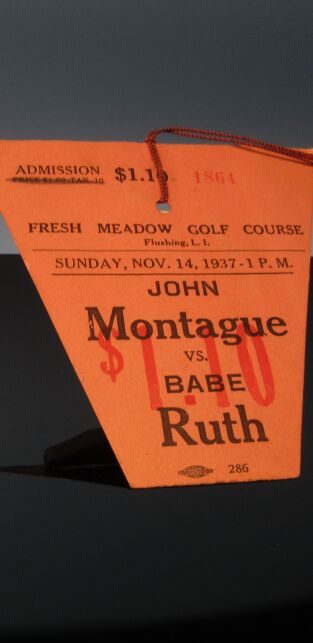 ADMISSION $1.10 1864
PRICE $1.00-TAX .10
FRESH MEADOW GOLF COURSE
Flushing, L. I.
SUNDAY, NOV. 14, 1937 - 1 P. M.
JOHN
Montague
$1.10
VS.
BABE
Ruth
286